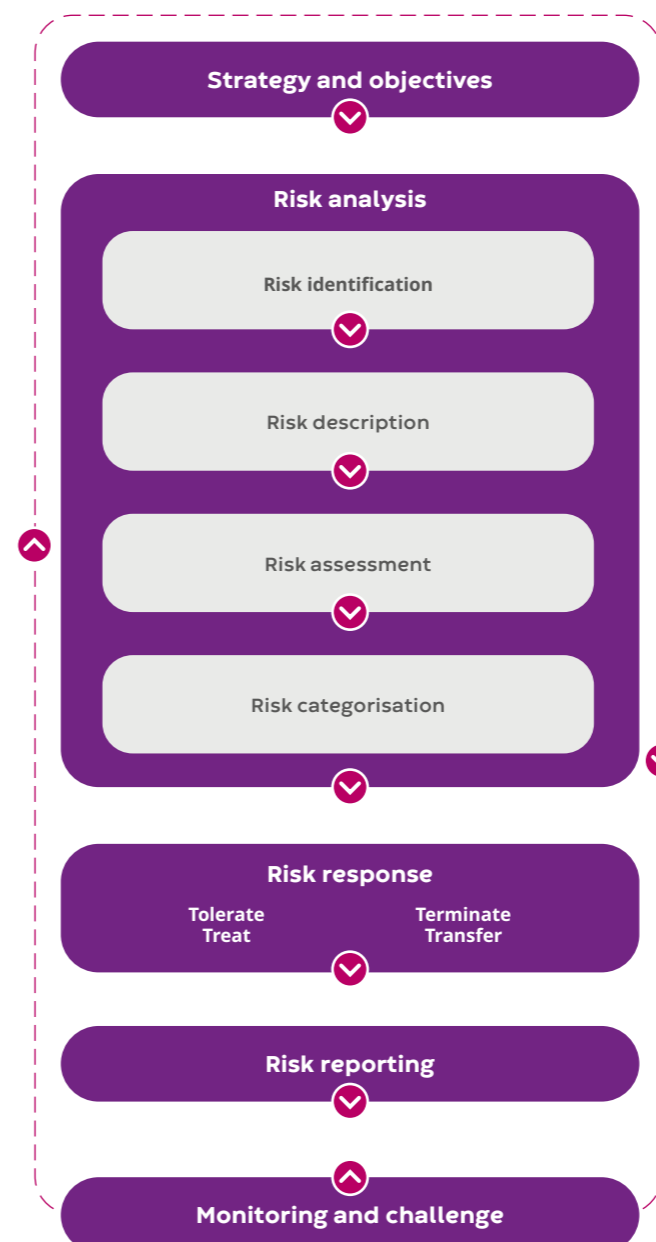 Strategy and objectives
Risk analysis
Risk identification
Risk description
Risk assessment
Risk categorisation
Risk response
Tolerate
Treat
Terminate
Transfer
Risk reporting
Monitoring and challenge